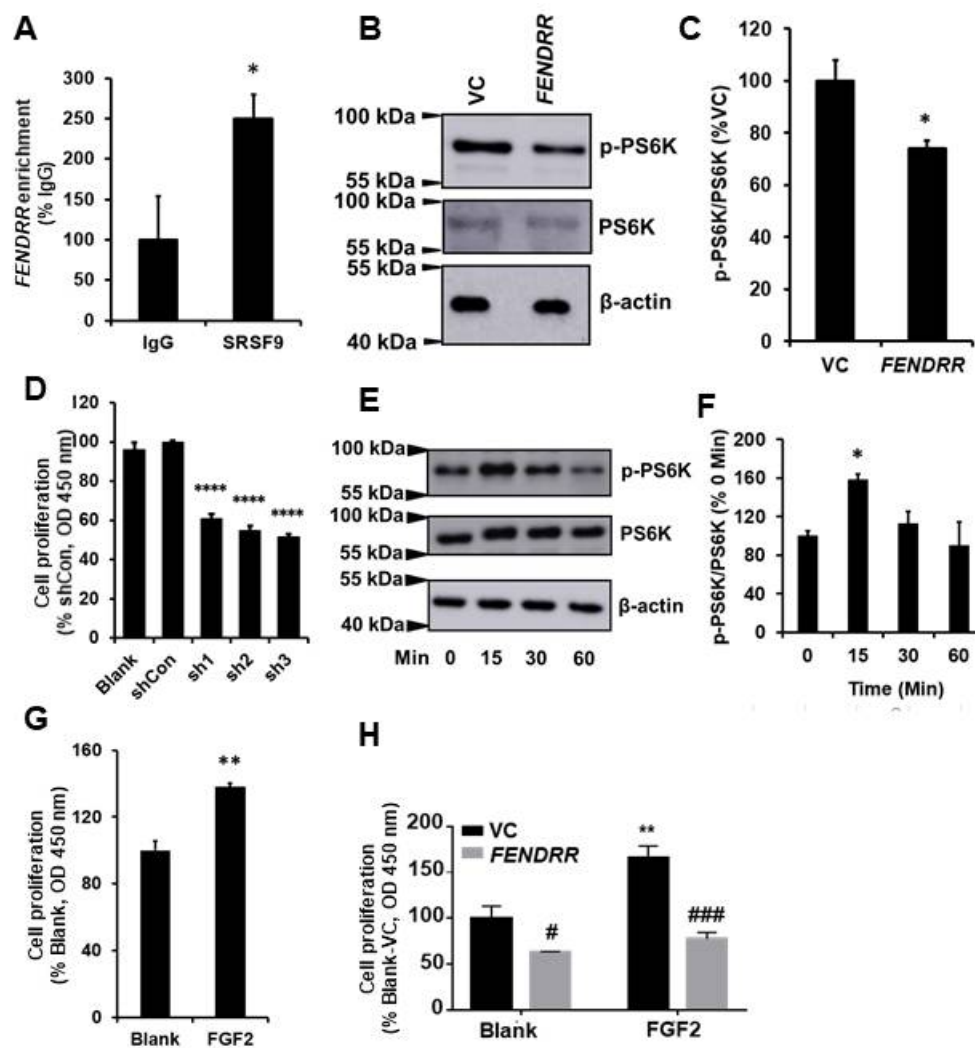 A
FENDRR enrichment
(% IgG)
300
250
200
150
100
50
0
*
IgG
SRSF9
B
VC
FENDRR
100 kDa
55 kDa
p-PS6K
100 kDa
55 kDa
PS6K
55 kDa
40 kDa
β-actin
C
p-PS6K/PS6K (%VC)
120
100
80
60
40
20
0
*
VC
FENDRR
D
Cell proliferation
(% shCon, OD 450 nm)
120
100
80
60
40
20
0
****
****
****
Blank
shCon
sh1
sh2
sh3
E
100 kDa
55 kDa
p-PS6K
100 kDa
55 kDa
PS6K
55 kDa
40 kDa
β-actin
Min 0 15 30 60
F
p-PS6K/PS6K (% 0 Min)
200
160
120
80
40
0
*
0 15 30 60
Time (Min)
G
Cell proliferation
(% Blank, OD 450 nm)
160
120
80
40
0
**
Blank
FGF2
H
Cell proliferation
(% Blank-VC, OD 450 nm)
VC
FENDRR
200
150
100
50
0
#
**
###
Blank
FGF2